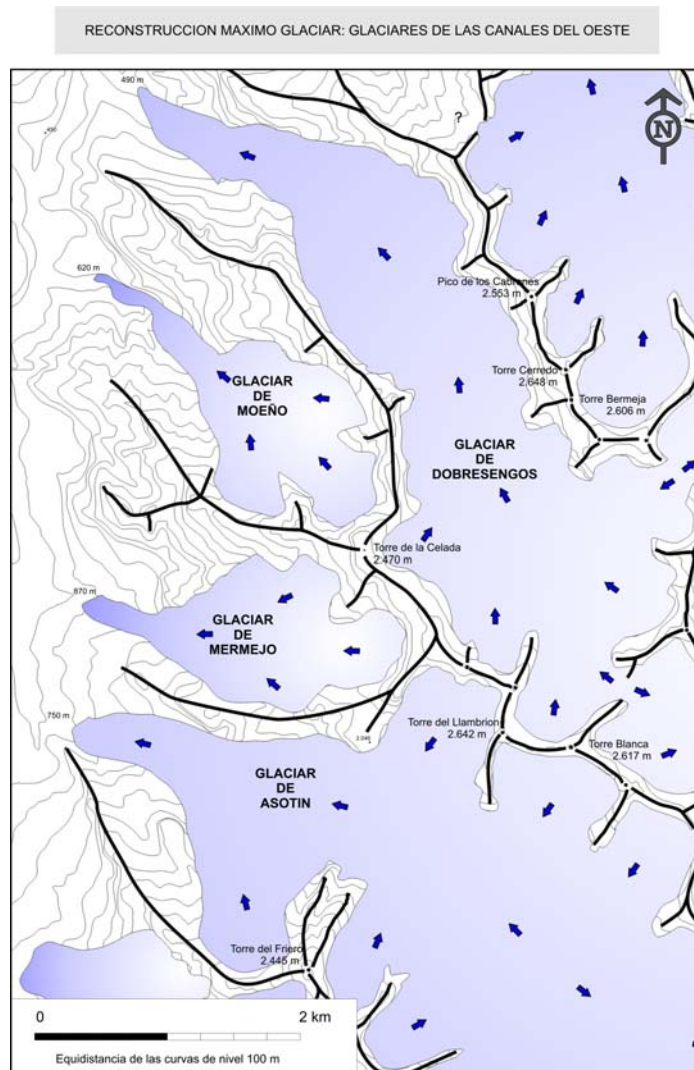 RECONSTRUCCION MAXIMO GLACIAR: GLACIARES DE LAS CANALES DEL OESTE
490 m
N
?
Pico de los Cabrones
2.553 m
620 m
Torre Cerredo
2.648 m
Torre Bermeja
2.606 m
GLACIAR
DE
MOEÑO
GLACIAR
DE
DOBRESENGOS
Torre de la Celada
2.470 m
870 m
GLACIAR
DE
MERMEJO
750 m
Torre del Llambrion
2.642 m
Torre Blanca
2.617 m
GLACIAR
DE
ASOTIN
Torre del Friero
2.445 m
0 2 km
Equidistancia de las curvas de nivel 100 m